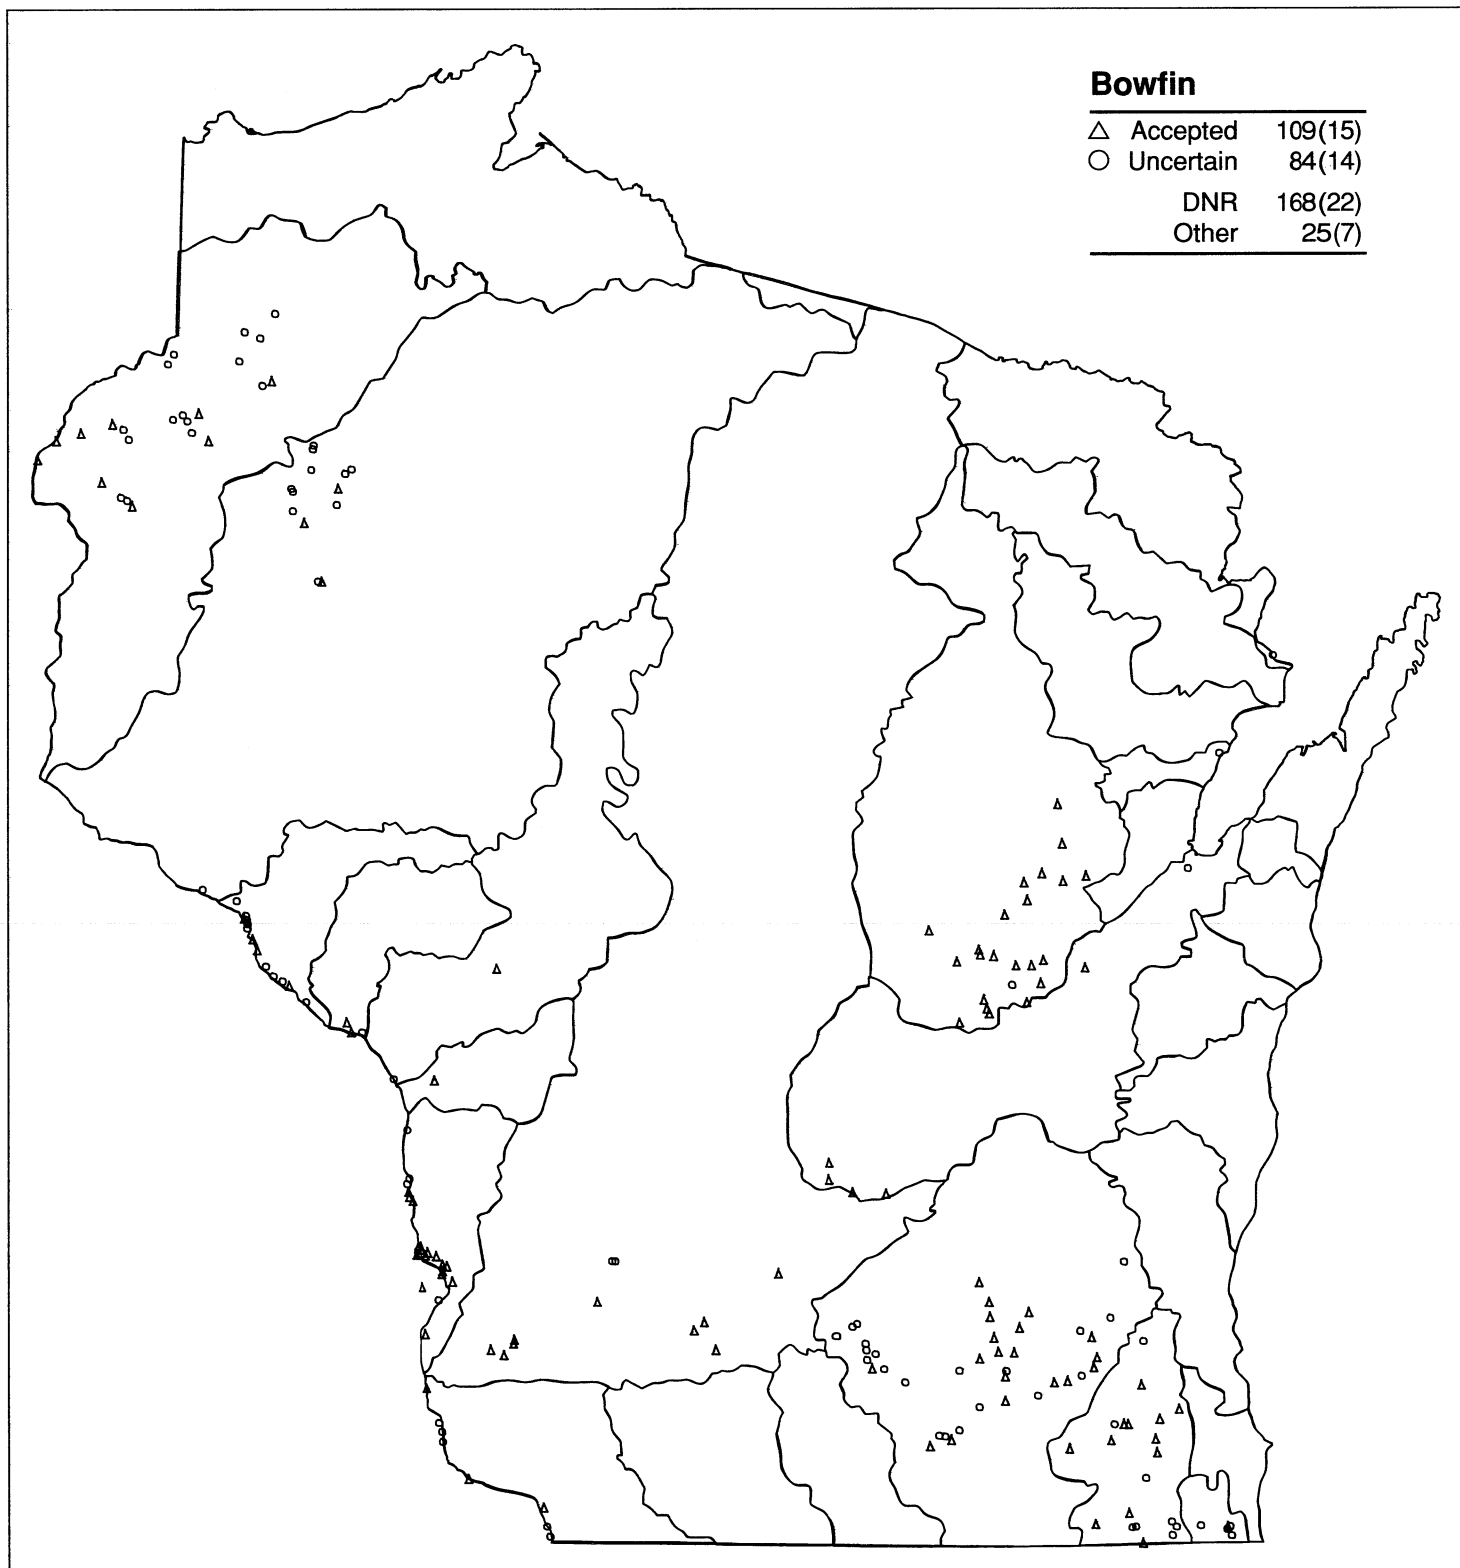 Bowfin
△ Accepted 109(15)
○ Uncertain 84(14)
DNR 168(22)
Other 25(7)